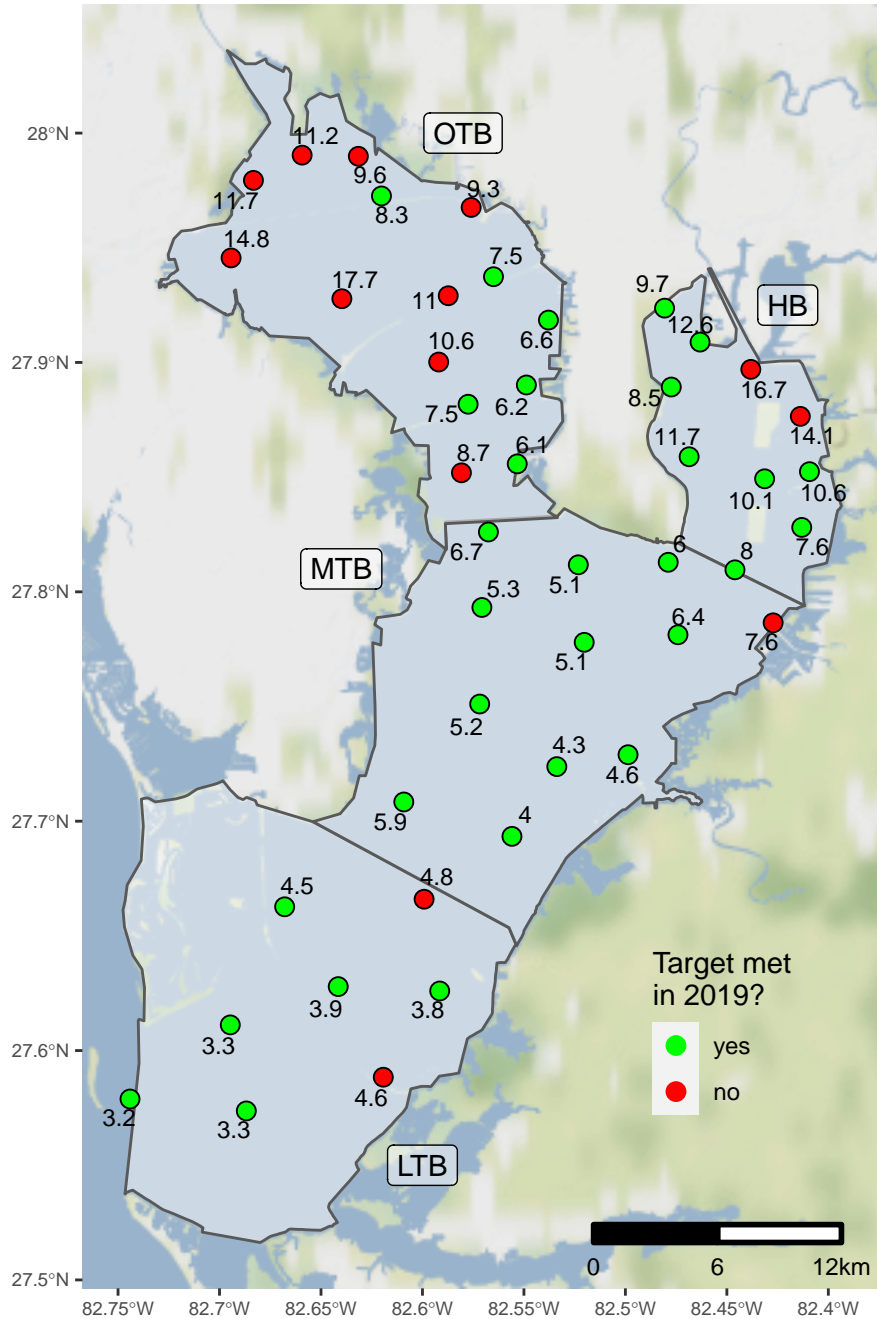 OTB
28°N
11.2
9.6
11.7
8.3
9.3
14.8
7.5
17.7
11
6.6
9.7
12.6
HB
27.9°N
10.6
16.7
8.5
7.5
6.2
14.1
11.7
8.7
6.1
10.1
10.6
7.6
6.7
6
8
MTB
5.1
27.8°N
5.3
6.4
7.6
5.1
5.2
4.3
4.6
5.9
4
27.7°N
4.5
4.8
Target met
in 2019?
3.9
3.8
3.3
yes
27.6°N
no
4.6
3.2
3.3
LTB
0
6
12km
27.5°N
82.75°W
82.7°W
82.65°W
82.6°W
82.55°W
82.5°W
82.45°W
82.4°W